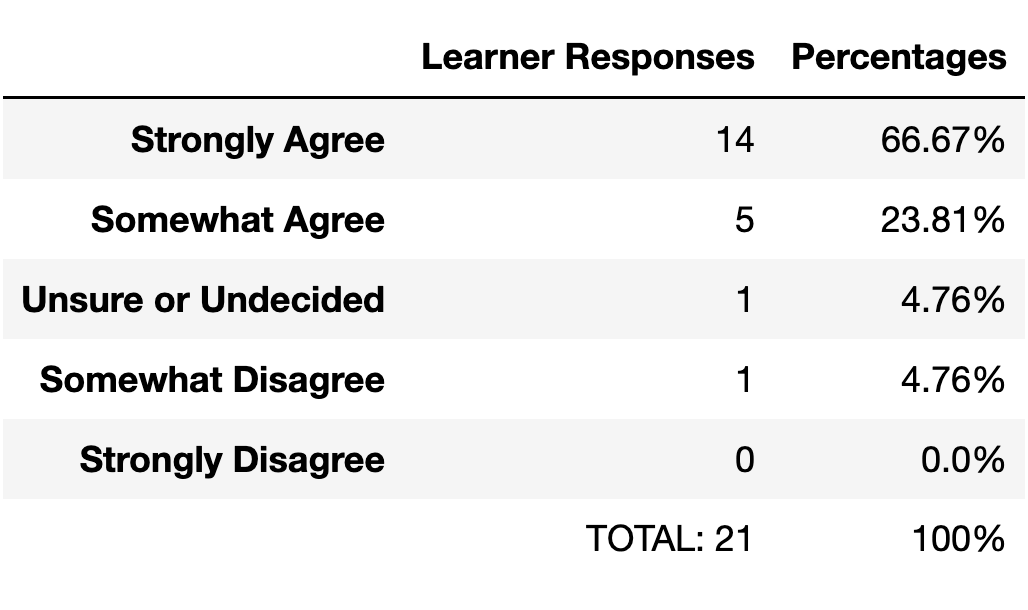 Learner Responses Percentages
Strongly Agree 14 66.67%
Somewhat Agree 5 23.81%
Unsure or Undecided 1 4.76%
Somewhat Disagree 1 4.76%
Strongly Disagree 0 0.0%
TOTAL: 21 100%